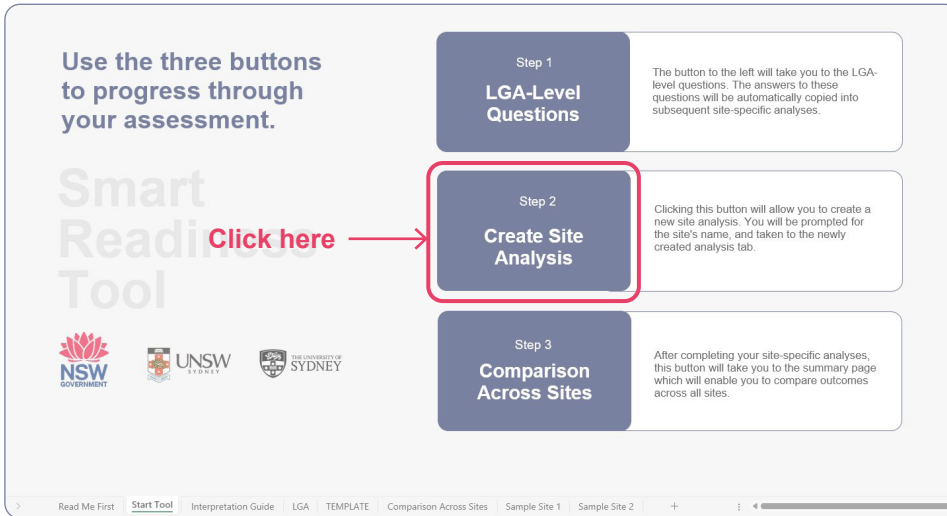 Use the three buttons
to progress through
your assessment.
Smart
Readiness
Tool
Click here
NSW
GOVERNMENT
UNSW
SYDNEY
THE UNIVERSITY OF
SYDNEY
Step 1
LGA-Level
Questions
The button to the left will take you to the LGA-
level questions. The answers to these
questions will be automatically copied into
subsequent site-specific analyses.
Step 2
Create Site
Analysis
Clicking this button will allow you to create a
new site analysis. You will be prompted for
the site's name, and taken to the newly
created analysis tab.
Step 3
Comparison
Across Sites
After completing your site-specific analyses,
this button will take you to the summary page
which will enable you to compare outcomes
across all sites.
Read Me First Start Tool Interpretation Guide LGA TEMPLATE Comparison Across Sites Sample Site 1 Sample Site 2